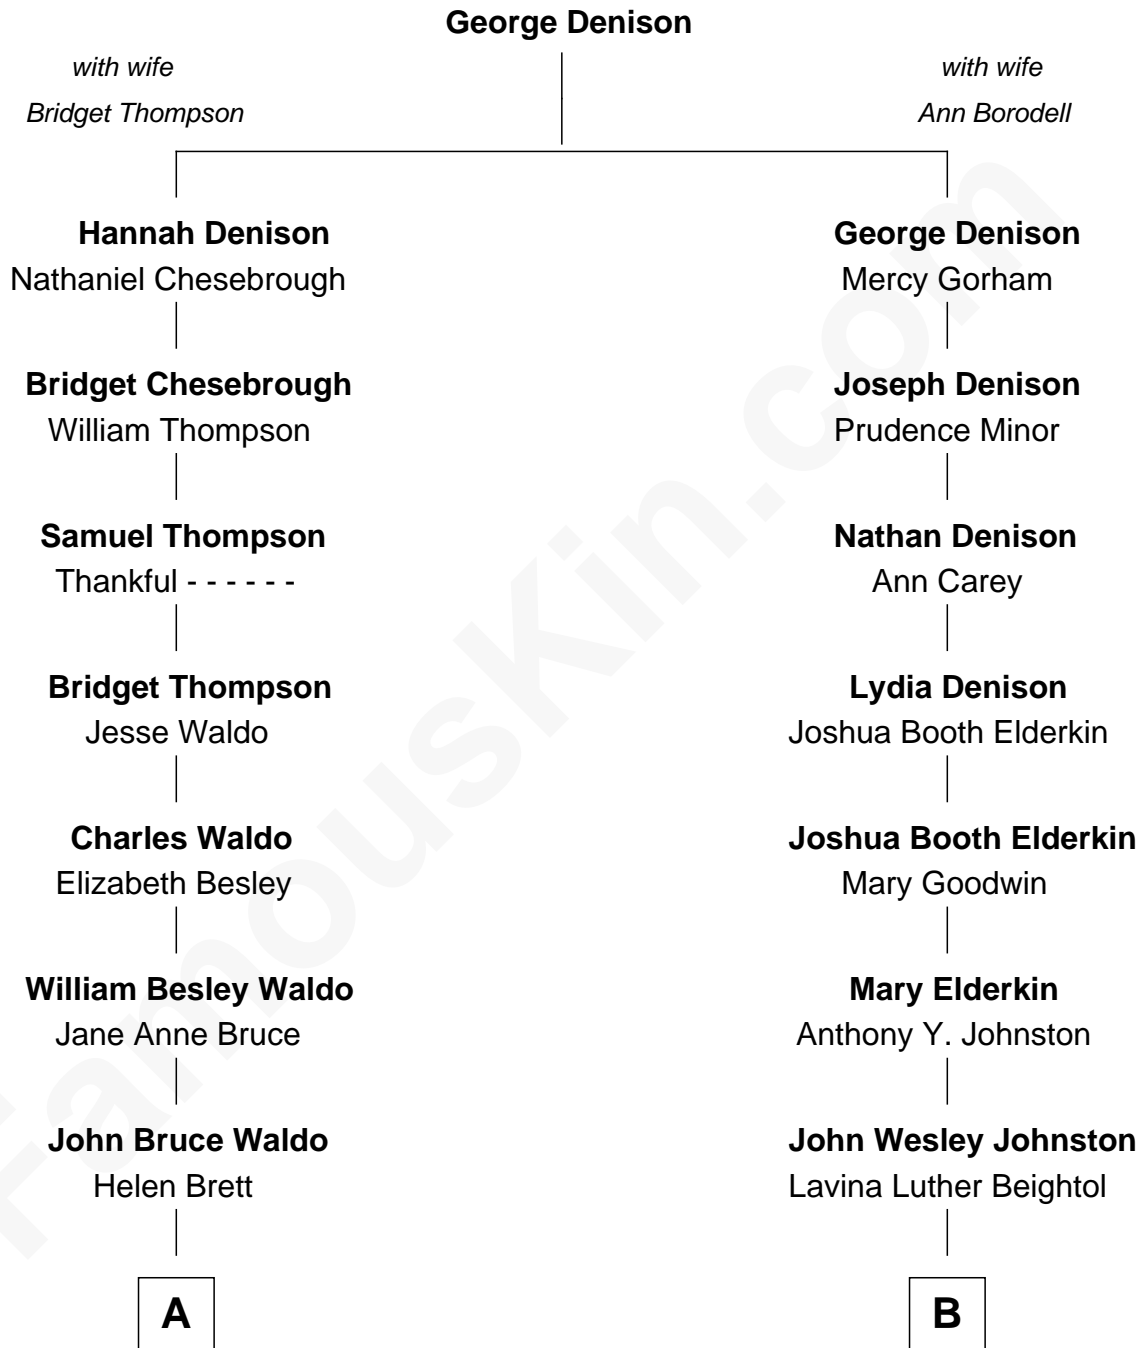 George Denison
with wife
Bridget Thompson
with wife
Ann Borodell
Hannah Denison
Nathaniel Chesebrough
George Denison
Mercy Gorham
Bridget Chesebrough
William Thompson
Joseph Denison
Prudence Minor
Samuel Thompson
Thankful - - - - - -
Nathan Denison
Ann Carey
Bridget Thompson
Jesse Waldo
Lydia Denison
Joshua Booth Elderkin
Charles Waldo
Elizabeth Besley
Joshua Booth Elderkin
Mary Goodwin
William Besley Waldo
Jane Anne Bruce
Mary Elderkin
Anthony Y. Johnston
John Bruce Waldo
Helen Brett
John Wesley Johnston
Lavina Luther Beightol
A
B
FamousKin.com